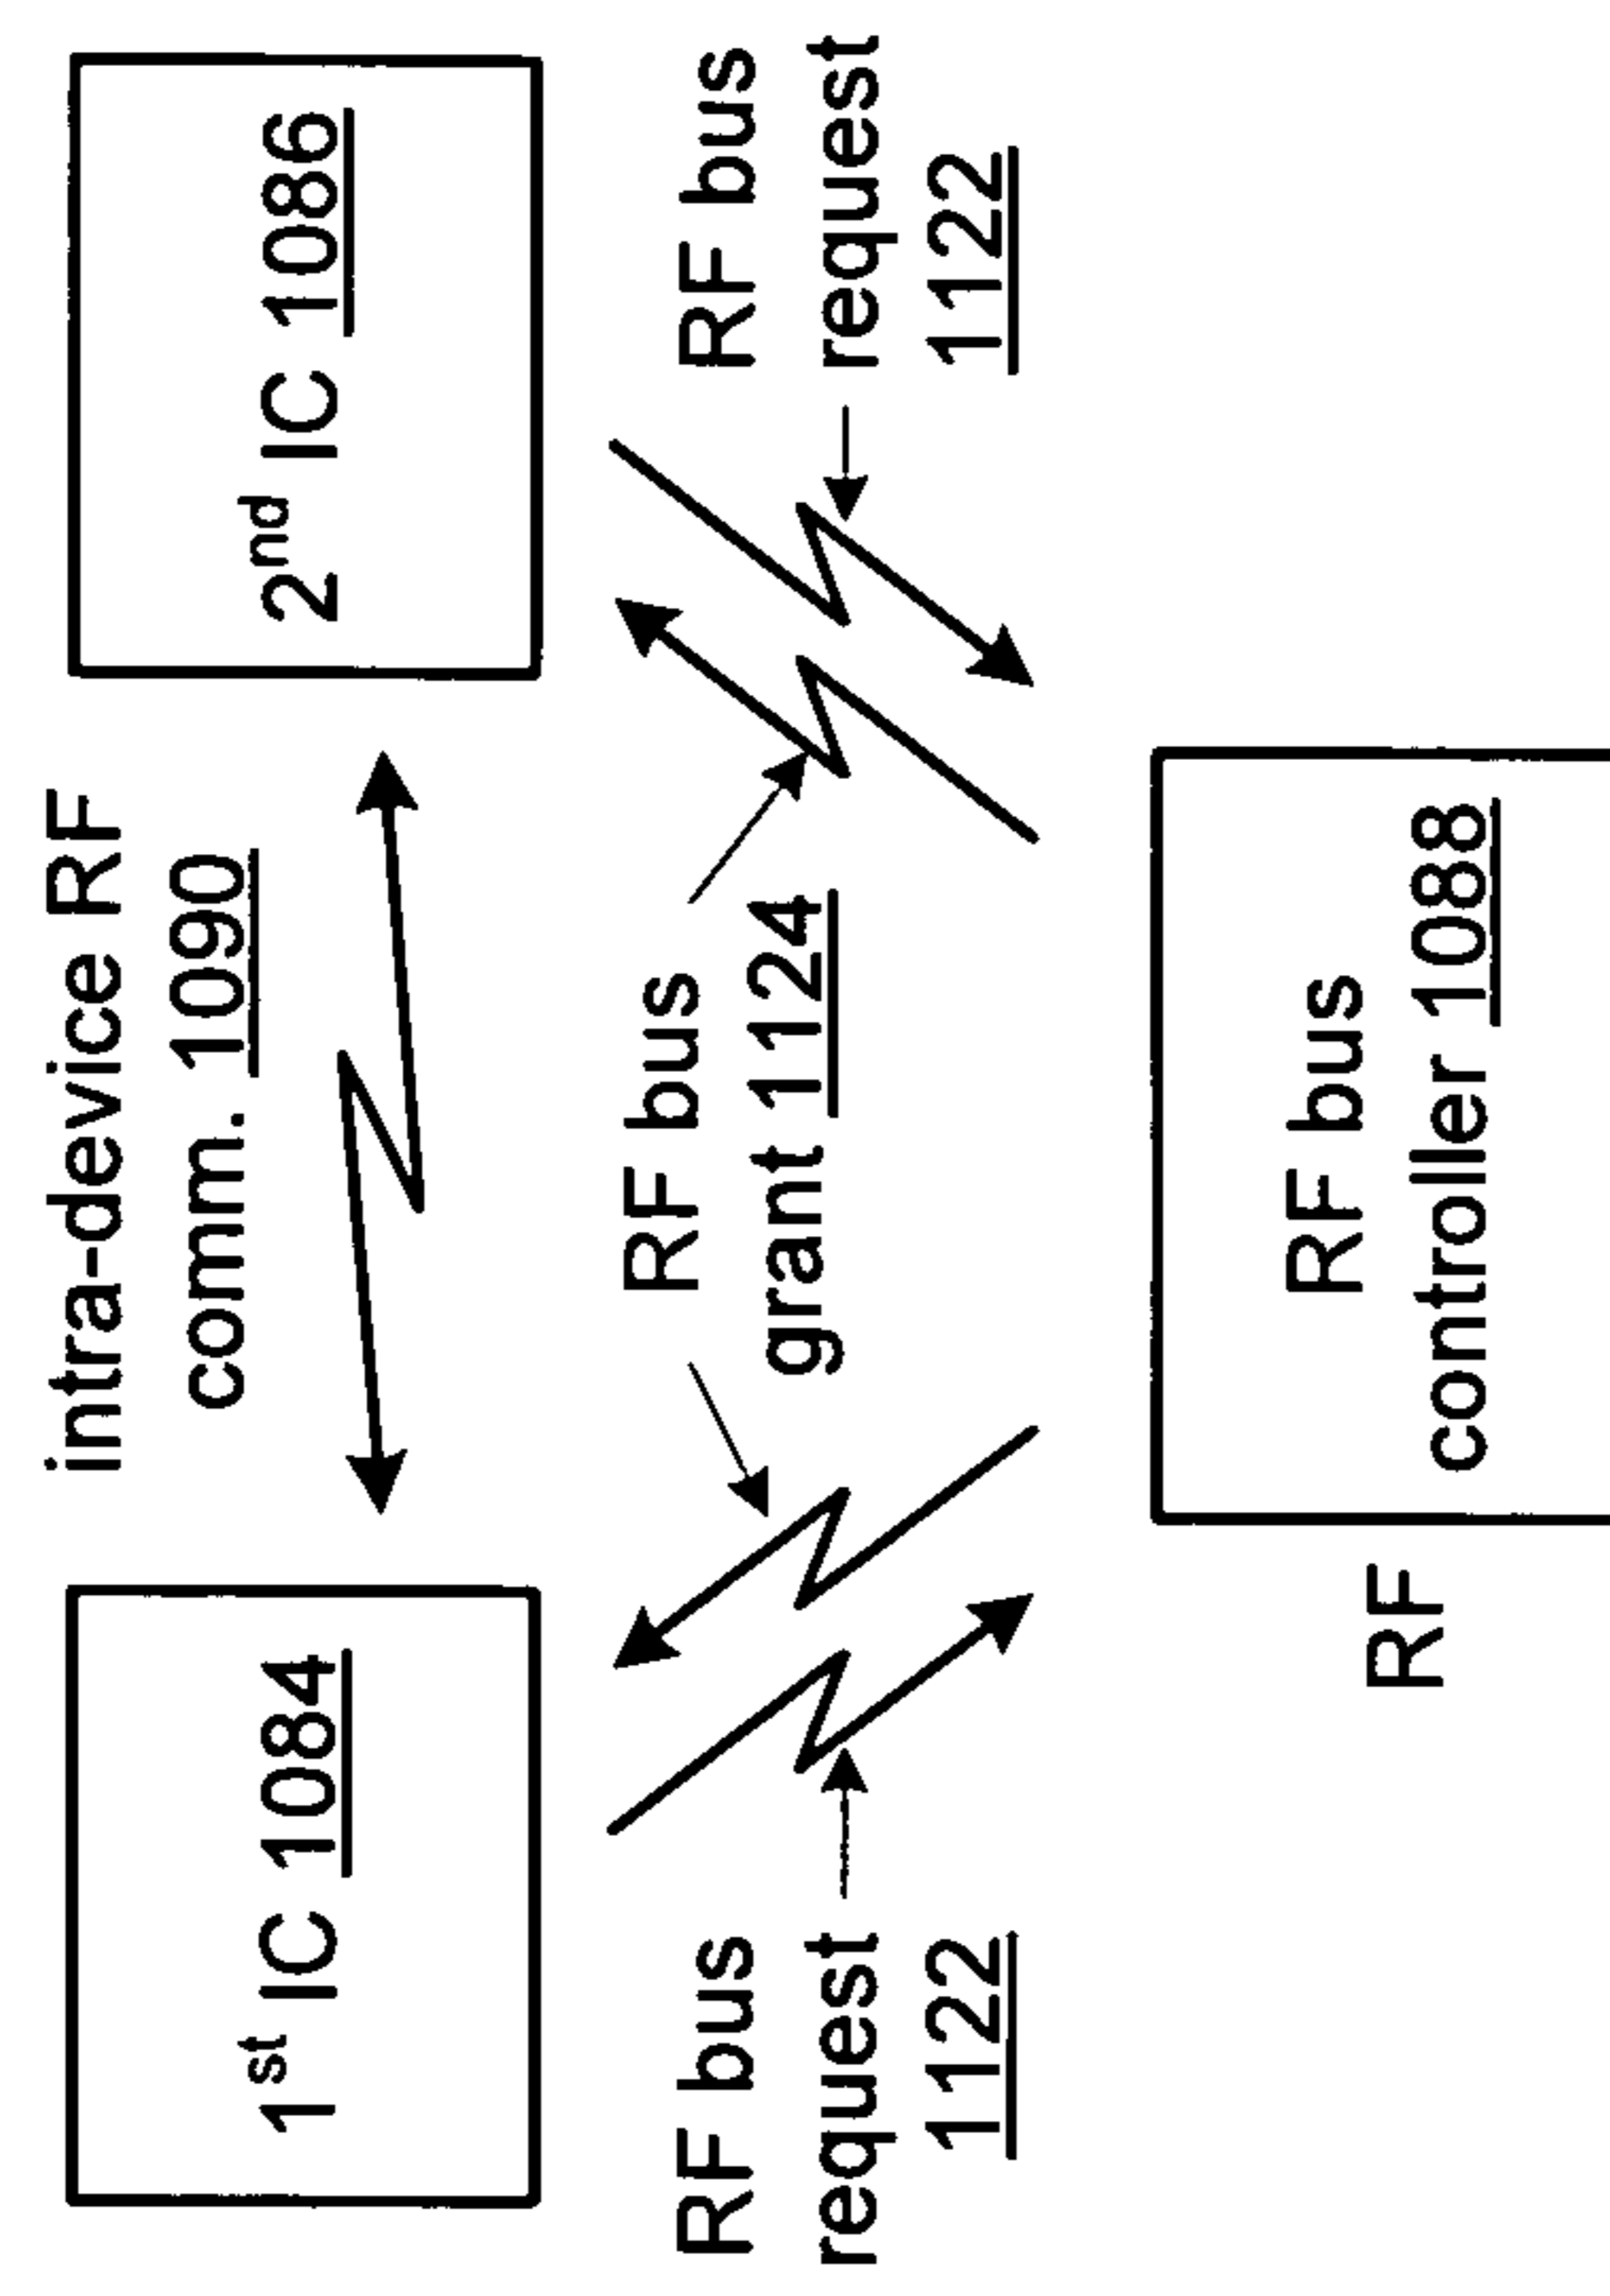 intra-device RF
comm. 1090
1st IC 1084
2nd IC 1086
RF bus
request
1122
RF bus
grant 1124
RF bus
request
1122
RF bus
controller 1088
RF